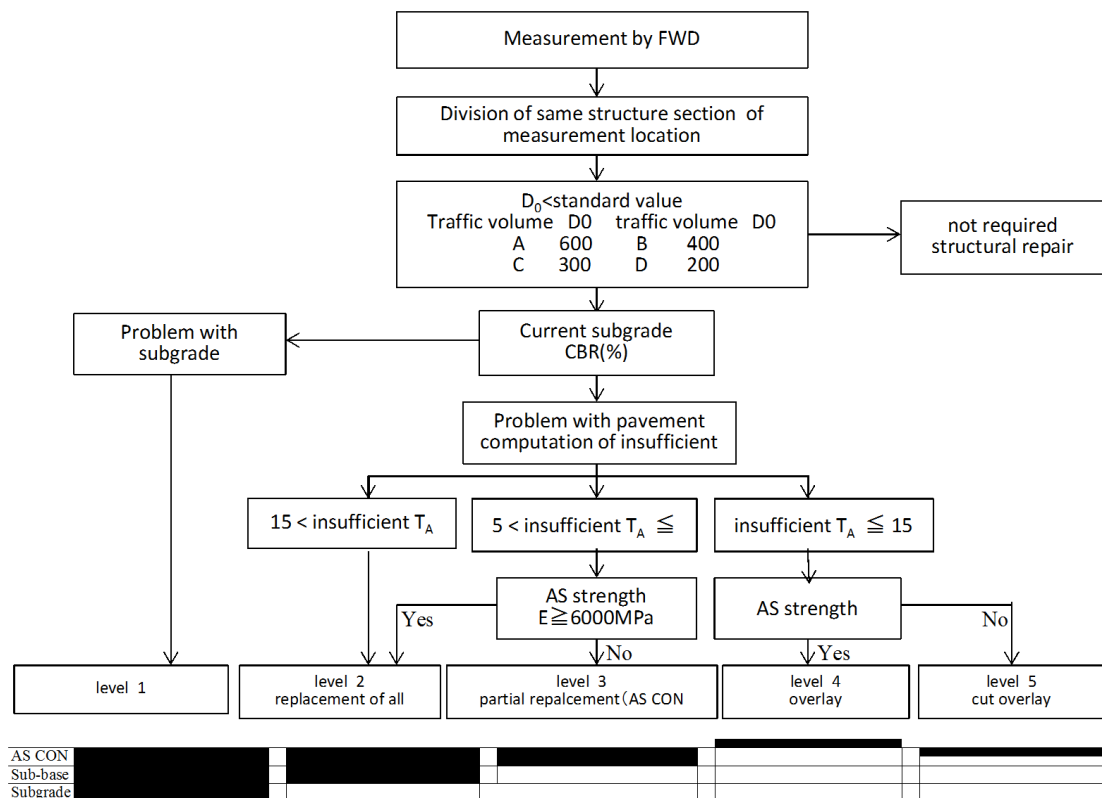 Measurement by FWD
Division of same structure section of
measurement location
D₀<standard value
Traffic volume D0 traffic volume D0
A 600 B 400
C 300 D 200
not required
structural repair
Problem with
subgrade
Current subgrade
CBR(%)
Problem with pavement
computation of insufficient
15 < insufficient Tₐ
5 < insufficient Tₐ ≦
insufficient Tₐ ≦ 15
AS strength
E≧6000MPa
AS strength
Yes
No
Yes
No
level 1
level 2
replacement of all
level 3
partial repalcement（AS CON
level 4
overlay
level 5
cut overlay
AS CON
Sub-base
Subgrade